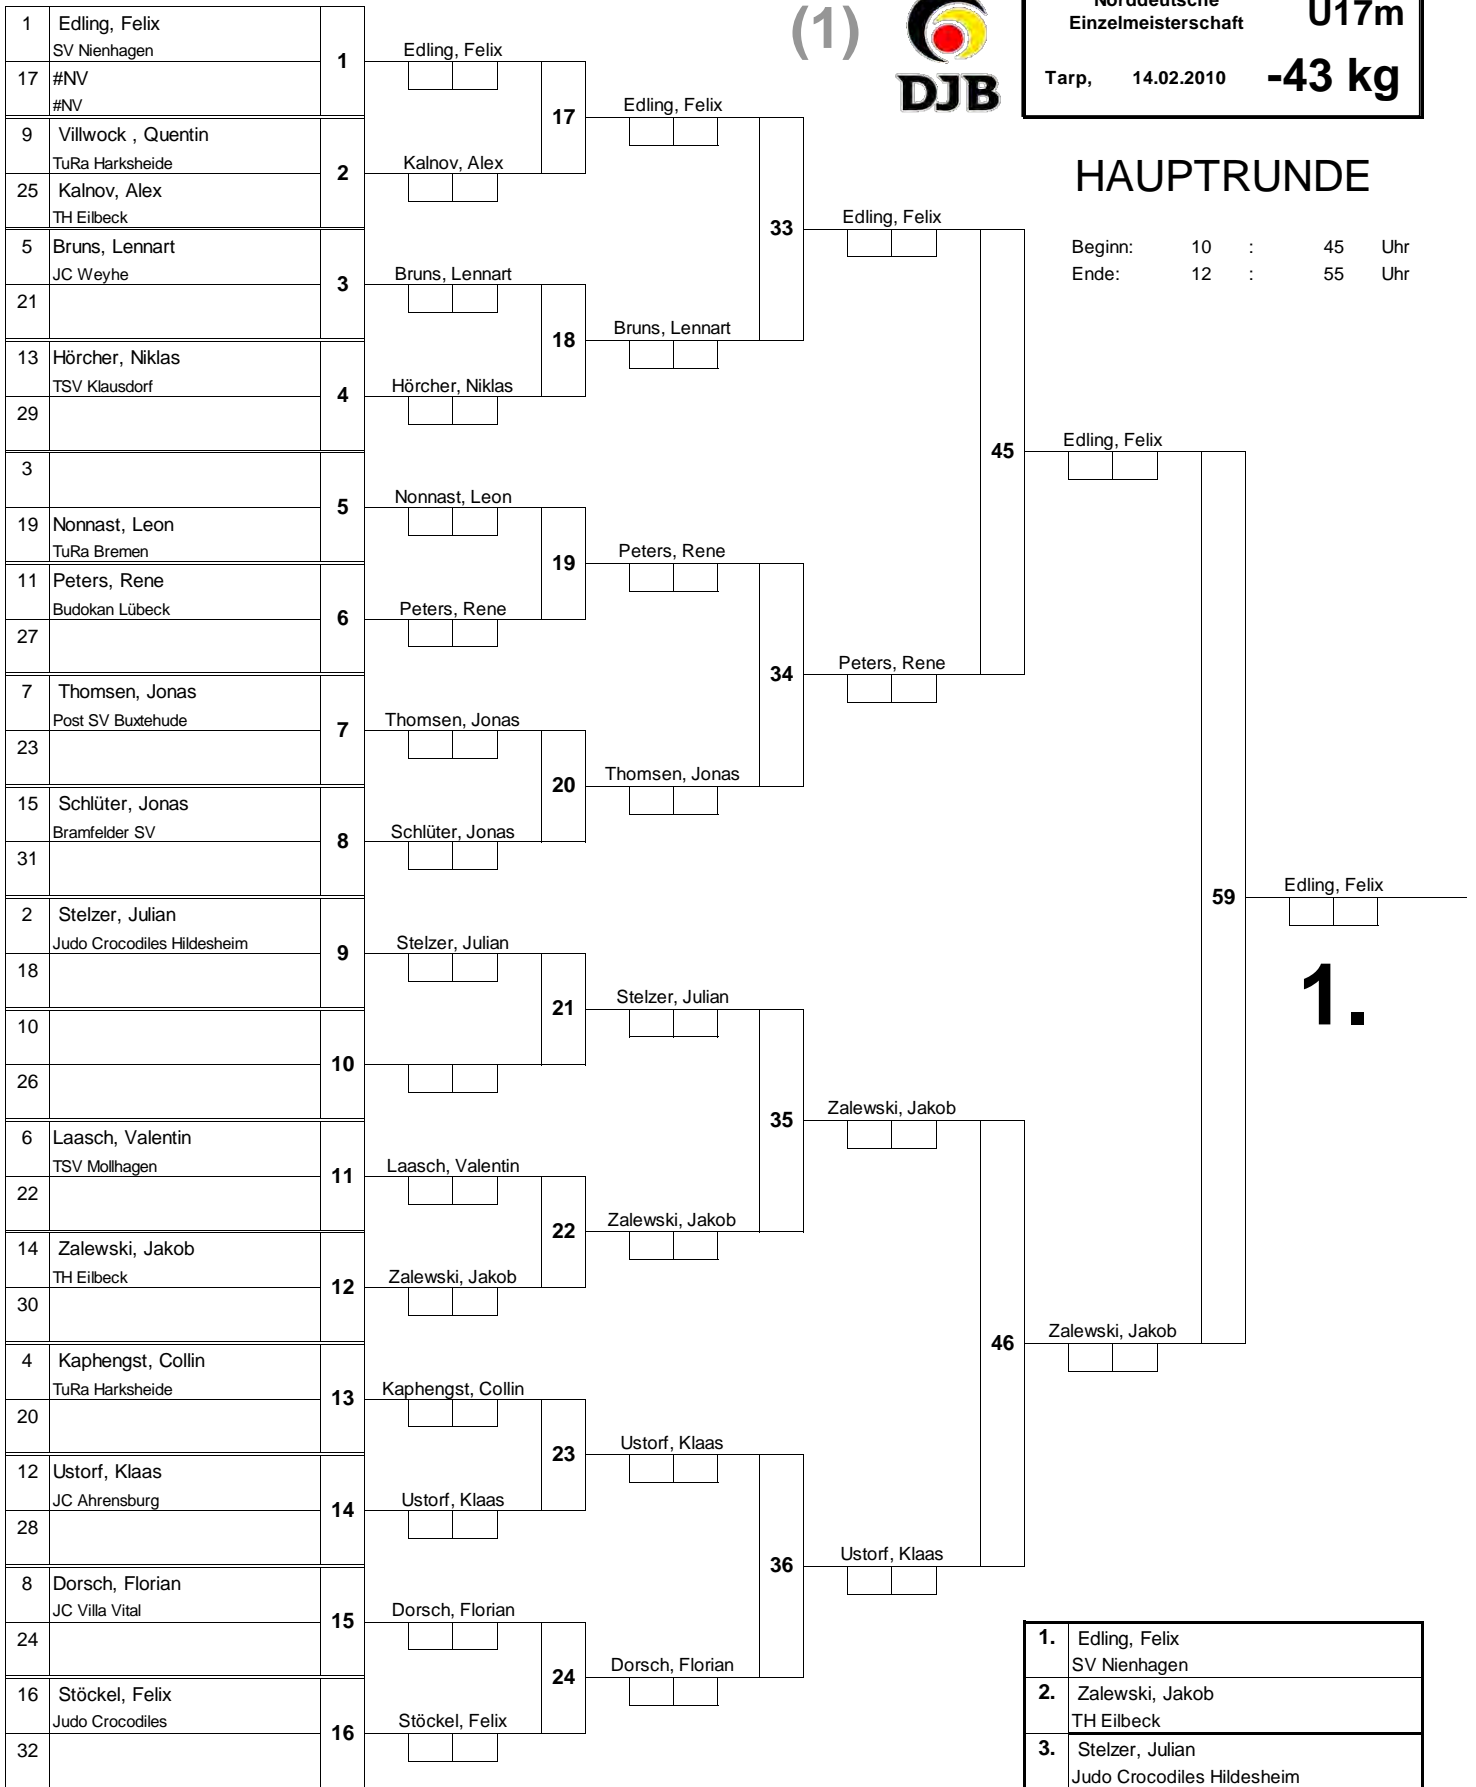 (1)
DJB
Norddeutsche
Einzelmeisterschaft
U17m
Tarp, 14.02.2010 -43 kg
HAUPTRUNDE
Beginn: 10 : 45 Uhr
Ende: 12 : 55 Uhr
1 Edling, Felix
SV Nienhagen
17 #NV
#NV
1
9 Villwock , Quentin
TuRa Harksheide
25 Kalnov, Alex
TH Eilbeck
2
5 Bruns, Lennart
JC Weyhe
21
3
13 Hörcher, Niklas
TSV Klausdorf
29
4
3
19 Nonnast, Leon
TuRa Bremen
5
11 Peters, Rene
Budokan Lübeck
27
6
7 Thomsen, Jonas
Post SV Buxtehude
23
7
15 Schlüter, Jonas
Bramfelder SV
31
8
2 Stelzer, Julian
Judo Crocodiles Hildesheim
18
9
10
26
10
6 Laasch, Valentin
TSV Mollhagen
22
11
14 Zalewski, Jakob
TH Eilbeck
30
12
4 Kaphengst, Collin
TuRa Harksheide
20
13
12 Ustorf, Klaas
JC Ahrensburg
28
14
8 Dorsch, Florian
JC Villa Vital
24
15
16 Stöckel, Felix
Judo Crocodiles
32
16
Edling, Felix
17
Kalnov, Alex
Bruns, Lennart
18
Hörcher, Niklas
Nonnast, Leon
19
Peters, Rene
Thomsen, Jonas
20
Schlüter, Jonas
Stelzer, Julian
21
Laasch, Valentin
22
Zalewski, Jakob
Kaphengst, Collin
23
Ustorf, Klaas
Dorsch, Florian
24
Stöckel, Felix
Edling, Felix
33
Bruns, Lennart
Peters, Rene
34
Thomsen, Jonas
Stelzer, Julian
35
Zalewski, Jakob
Ustorf, Klaas
36
Dorsch, Florian
Edling, Felix
45
Peters, Rene
Zalewski, Jakob
46
Ustorf, Klaas
Edling, Felix
59
Zalewski, Jakob
Edling, Felix
1.
1. Edling, Felix
SV Nienhagen
2. Zalewski, Jakob
TH Eilbeck
3. Stelzer, Julian
Judo Crocodiles Hildesheim